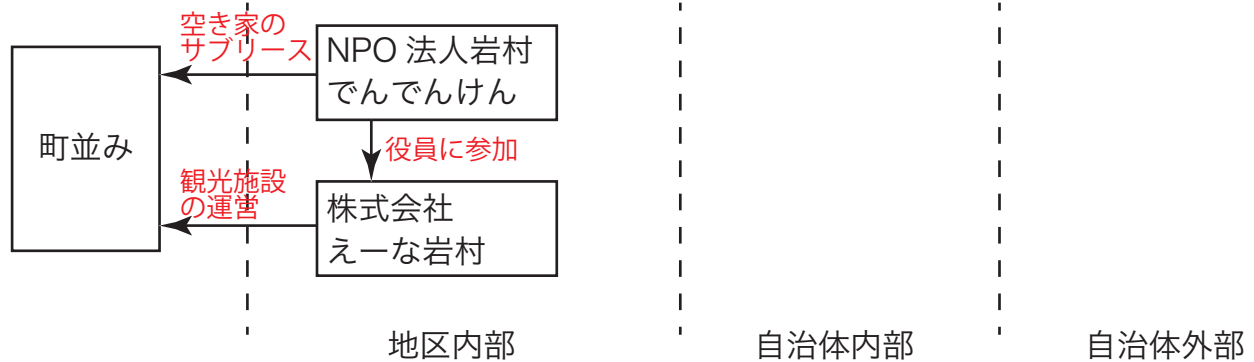 空き家の
サブリース
NPO 法人岩村
でんでんけん
町並み
役員に参加
観光施設
の運営
株式会社
えーな岩村
地区内部
自治体内部
自治体外部